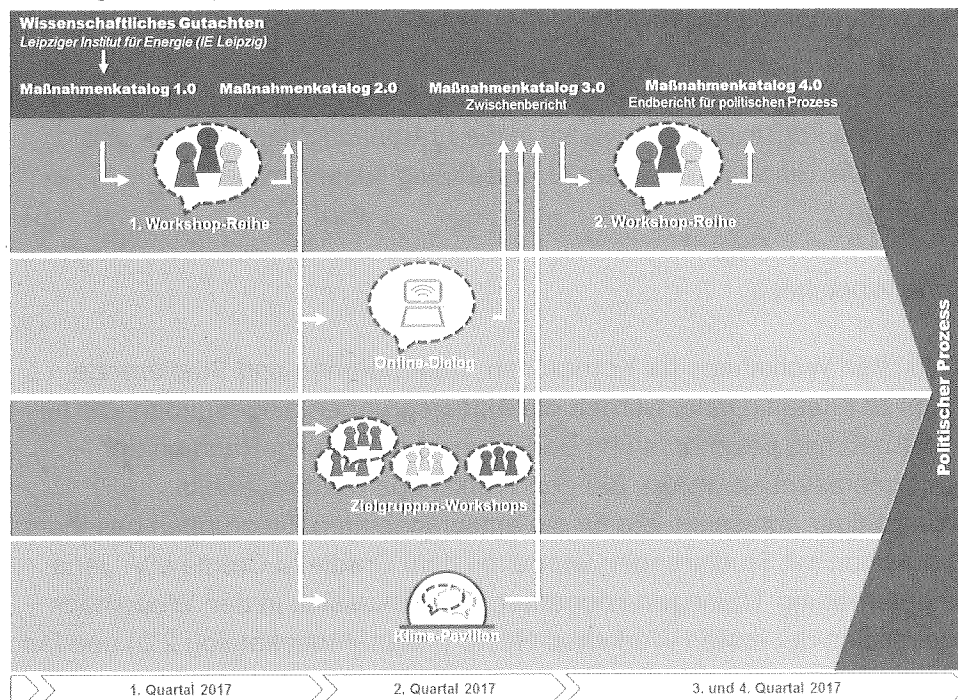 Wissenschaftliches Gutachten
Leipziger Institut für Energie (IE Leipzig)
Maßnahmenkatalog 1.0
Maßnahmenkatalog 2.0
Maßnahmenkatalog 3.0
Zwischenbericht
Maßnahmenkatalog 4.0
Endbericht für politischen Prozess
1. Workshop-Reihe
2. Workshop-Reihe
Online-Dialog
Zielgruppen-Workshops
Klima-Pavillon
Politischer Prozess
1. Quartal 2017
2. Quartal 2017
3. und 4. Quartal 2017